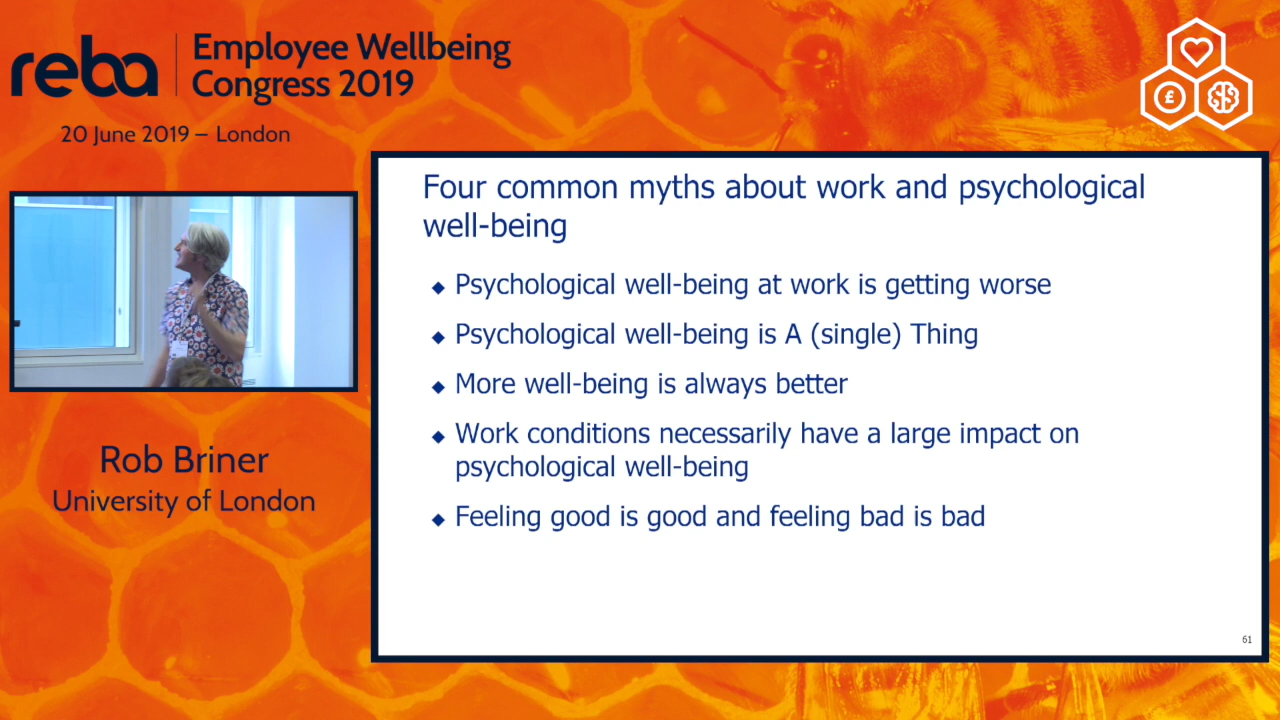 reba
Employee Wellbeing
Congress 2019
20 June 2019 – London
£
Rob Briner
University of London
Four common myths about work and psychological
well-being
◆ Psychological well-being at work is getting worse
◆ Psychological well-being is A (single) Thing
◆ More well-being is always better
◆ Work conditions necessarily have a large impact on
psychological well-being
◆ Feeling good is good and feeling bad is bad
61